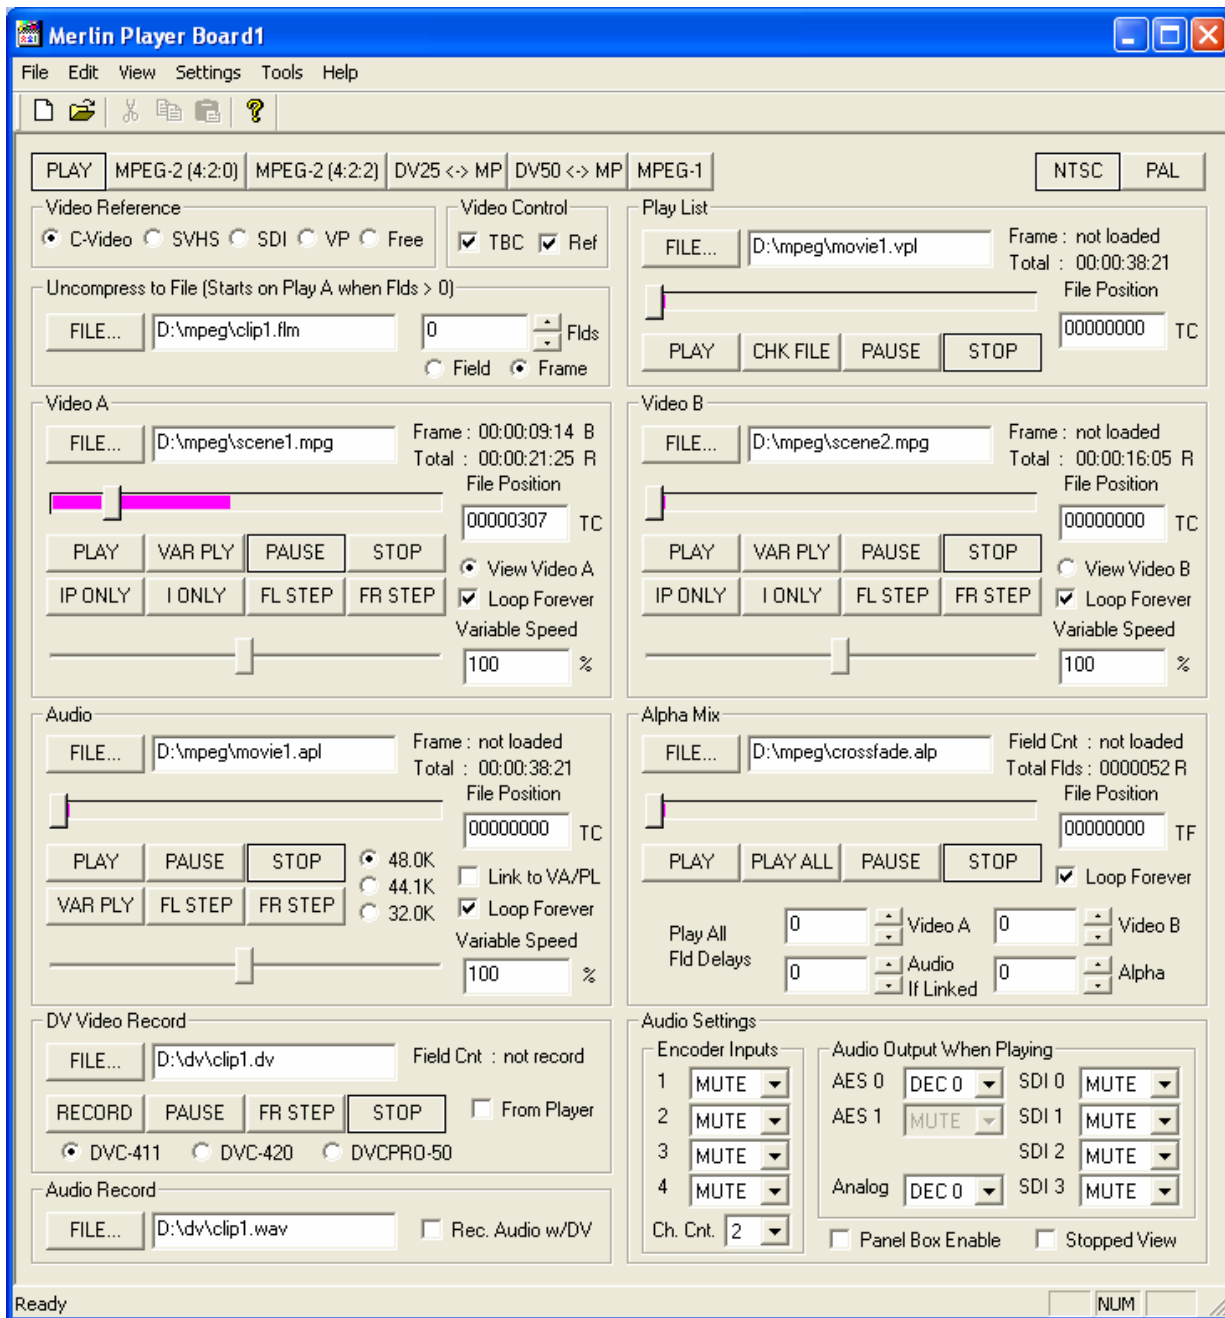 Merlin Player Board1
File Edit View Settings Tools Help
PLAY MPEG-2 (4:2:0) MPEG-2 (4:2:2) DV25 <-> MP DV50 <-> MP MPEG-1 NTSC PAL
Video Reference
C-Video SVHS SDI VP Free
Video Control
TBC Ref
Uncompress to File (Starts on Play A when Flds > 0)
FILE... D:\mpeg\clip1.flm 0 Flds
Field Frame
Play List
FILE... D:\mpeg\movie1.vpl Frame : not loaded
Total : 00:00:38:21
File Position
00000000 TC
PLAY CHK FILE PAUSE STOP
Video A
FILE... D:\mpeg\scene1.mpg Frame : 00:00:09:14 B
Total : 00:00:21:25 R
File Position
00000307 TC
PLAY VAR PLY PAUSE STOP View Video A
IP ONLY I ONLY FL STEP FR STEP Loop Forever
Variable Speed
100 %
Video B
FILE... D:\mpeg\scene2.mpg Frame : not loaded
Total : 00:00:16:05 R
File Position
00000000 TC
PLAY VAR PLY PAUSE STOP View Video B
IP ONLY I ONLY FL STEP FR STEP Loop Forever
Variable Speed
100 %
Audio
FILE... D:\mpeg\movie1.apl Frame : not loaded
Total : 00:00:38:21
File Position
00000000 TC
PLAY PAUSE STOP 48.0K
44.1K Link to VA/PL
VAR PLY FL STEP FR STEP 32.0K Loop Forever
Variable Speed
100 %
Alpha Mix
FILE... D:\mpeg\crossfade.alp Field Cnt : not loaded
Total Flds : 0000052 R
File Position
00000000 TF
PLAY PLAY ALL PAUSE STOP Loop Forever
Play All
Fld Delays
0 Video A 0 Video B
0 Audio
If Linked
0 Alpha
DV Video Record
FILE... D:\dv\clip1.dv Field Cnt : not record
RECORD PAUSE FR STEP STOP From Player
DVC-411 DVC-420 DVCPRO-50
Audio Record
FILE... D:\dv\clip1.wav Rec. Audio w/DV
Audio Settings
Encoder Inputs
1 MUTE
2 MUTE
3 MUTE
4 MUTE
Ch. Cnt. 2
Audio Output When Playing
AES 0 DEC 0 SDI 0 MUTE
AES 1 MUTE SDI 1 MUTE
SDI 2 MUTE
Analog DEC 0 SDI 3 MUTE
Panel Box Enable Stopped View
Ready NUM